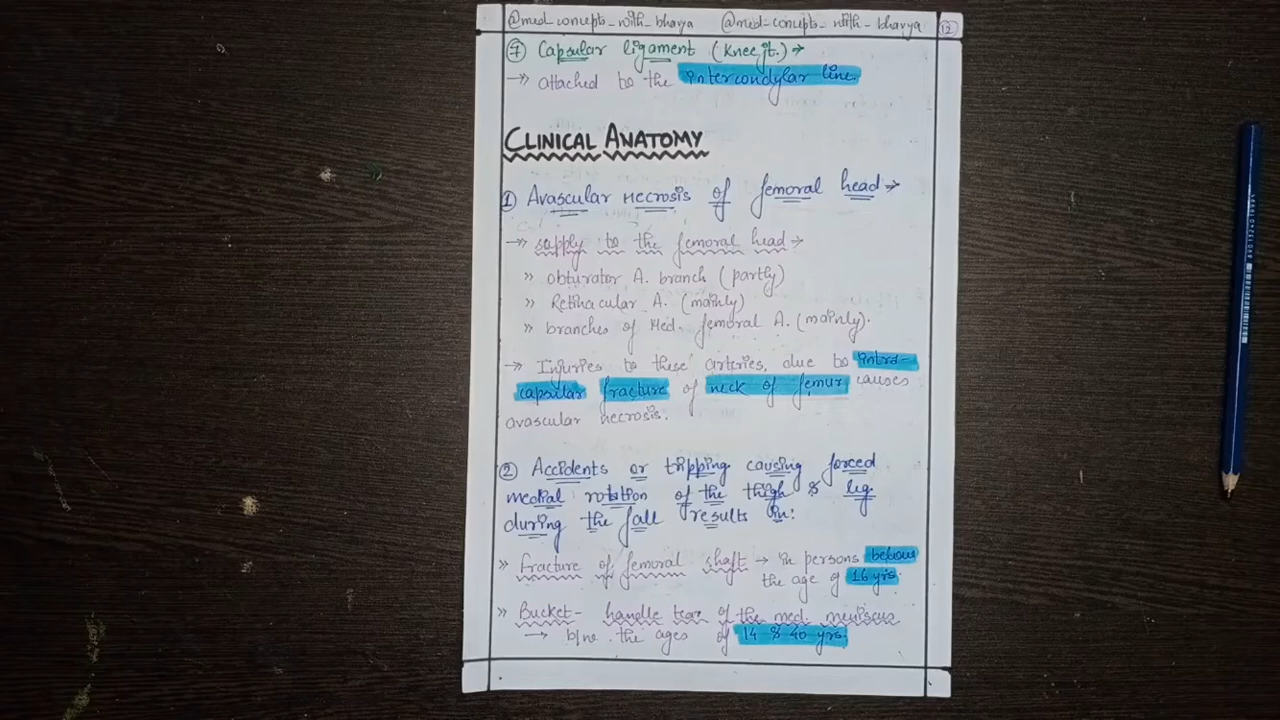 @med_concepts_with_bhavya @med_concepts_with_bhavya 12
⑦ Capsular ligament (Knee jt.) →
→» attached to the intercondylar line.
CLINICAL ANATOMY
① Avascular necrosis of femoral head →
→» supply to the femoral head →
» obturator A. branch (partly)
» Retinacular A. (mainly)
» branches of Med. femoral A. (mainly).
→ Injuries to these arteries, due to intra-
capsular fracture of neck of femur causes
avascular necrosis.
② Accidents or tripping causing forced
medial rotation of the thigh & leg
during the fall results in:
» Fracture of femoral shaft → in persons below
the age of 16 yrs.
» Bucket-handle tear of the med. meniscus
→ b/w. the ages of 14 & 40 yrs.